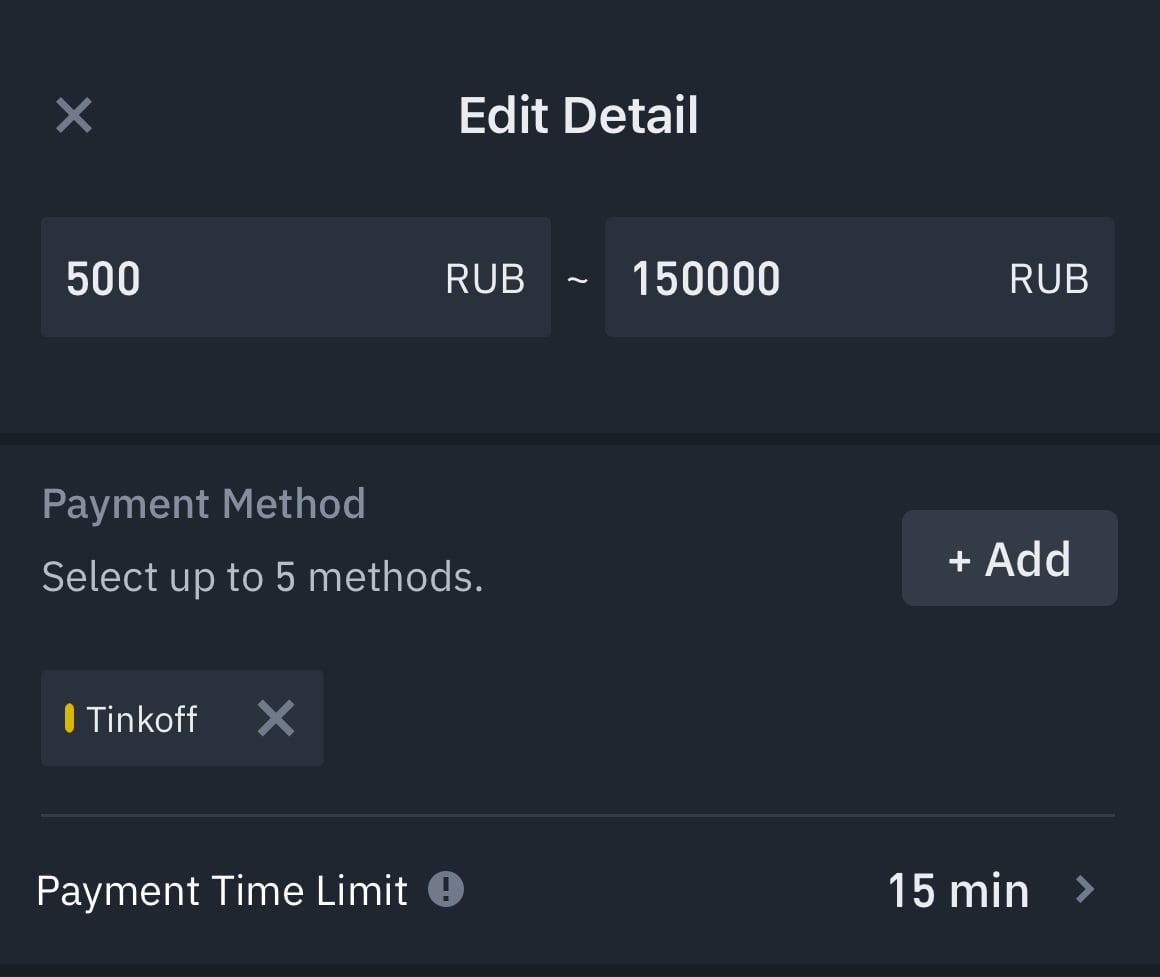 Edit Detail
500 RUB ~ 150000 RUB
Payment Method
Select up to 5 methods.
+ Add
Tinkoff
Payment Time Limit 15 min